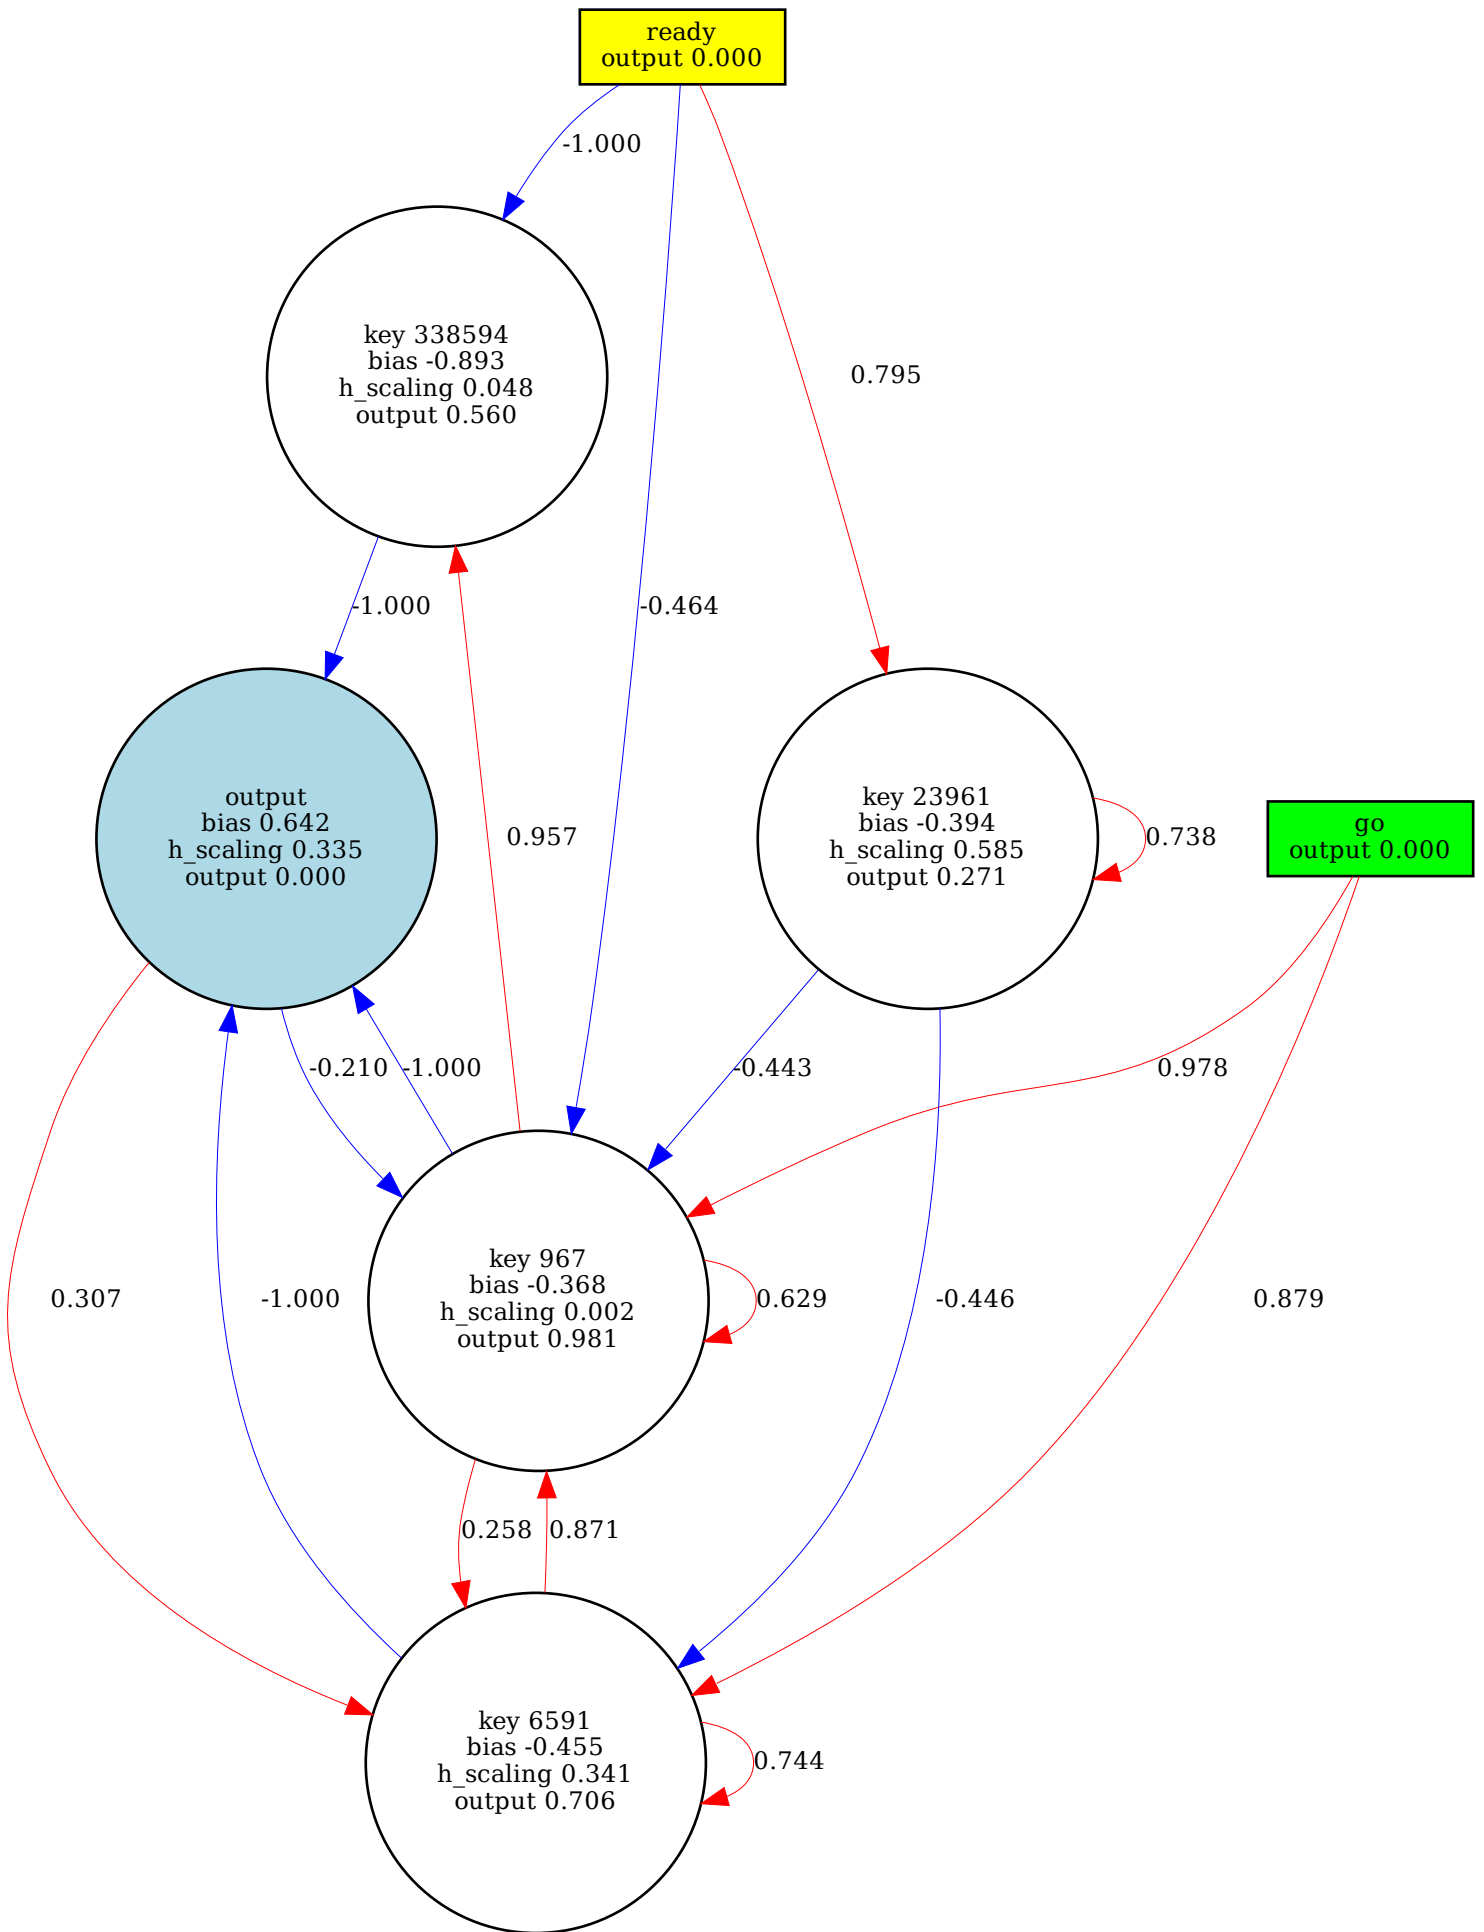 ready
output 0.000
-1.000
key 338594
bias -0.893
h_scaling 0.048
output 0.560
0.795
-1.000
-0.464
output
bias 0.642
h_scaling 0.335
output 0.000
0.957
key 23961
bias -0.394
h_scaling 0.585
output 0.271
0.738
go
output 0.000
-0.210
-1.000
-0.443
0.978
0.307
-1.000
key 967
bias -0.368
h_scaling 0.002
output 0.981
0.629
-0.446
0.879
0.258
0.871
key 6591
bias -0.455
h_scaling 0.341
output 0.706
0.744